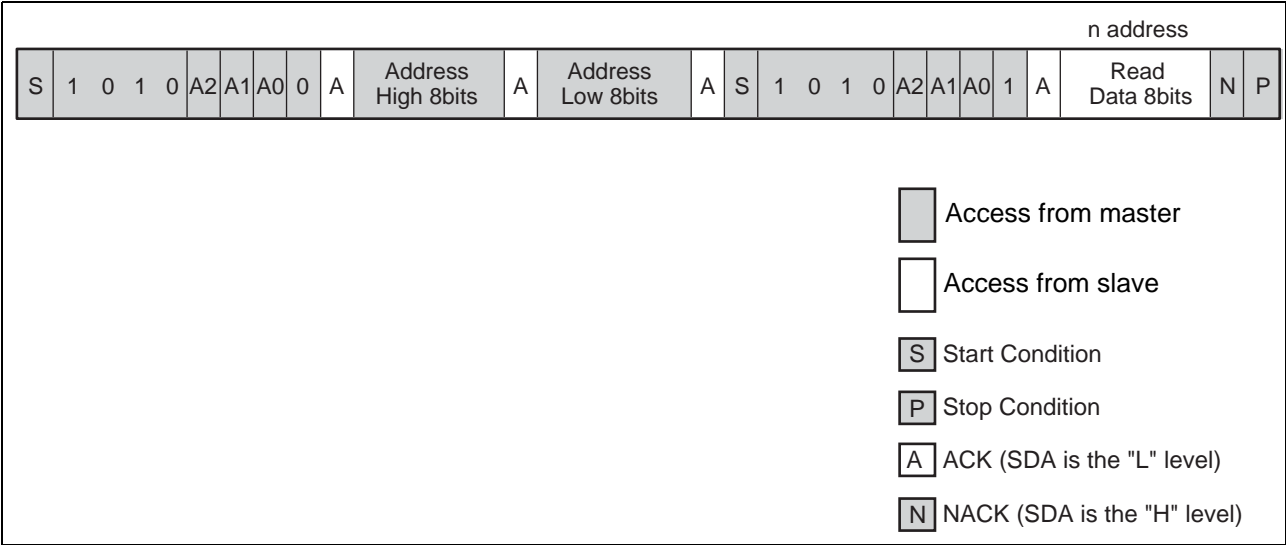 n address
S 1 0 1 0 A2 A1 A0 0 A Address High 8bits A Address Low 8bits A S 1 0 1 0 A2 A1 A0 1 A Read Data 8bits N P
Access from master
Access from slave
S Start Condition
P Stop Condition
A ACK (SDA is the "L" level)
N NACK (SDA is the "H" level)